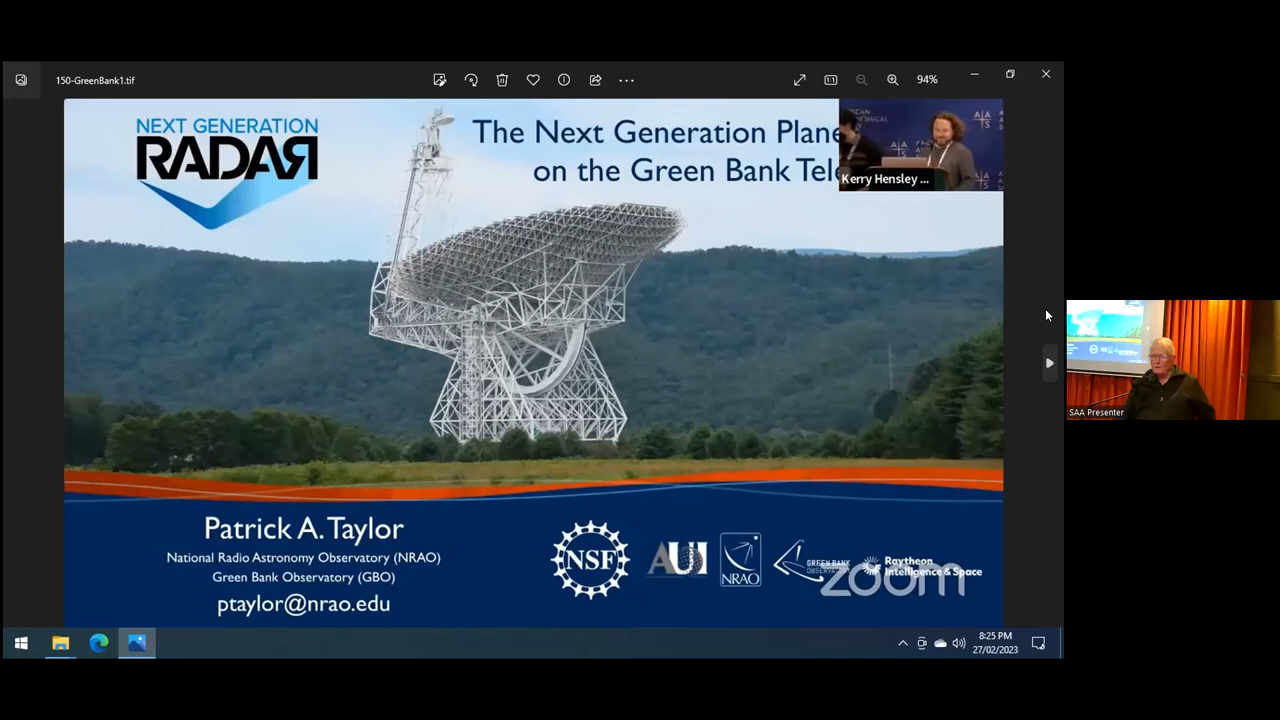 150-GreenBank1.tif
94%
NEXT GENERATION
RADAR
The Next Generation Plane
on the Green Bank Tele
Kerry Hensley ...
SAA Presenter
Patrick A. Taylor
National Radio Astronomy Observatory (NRAO)
Green Bank Observatory (GBO)
ptaylor@nrao.edu
NSF
AUI
NRAO
GREEN BANK
OBSERVATORY
Raytheon
Intelligence & Space
zoom
8:25 PM
27/02/2023